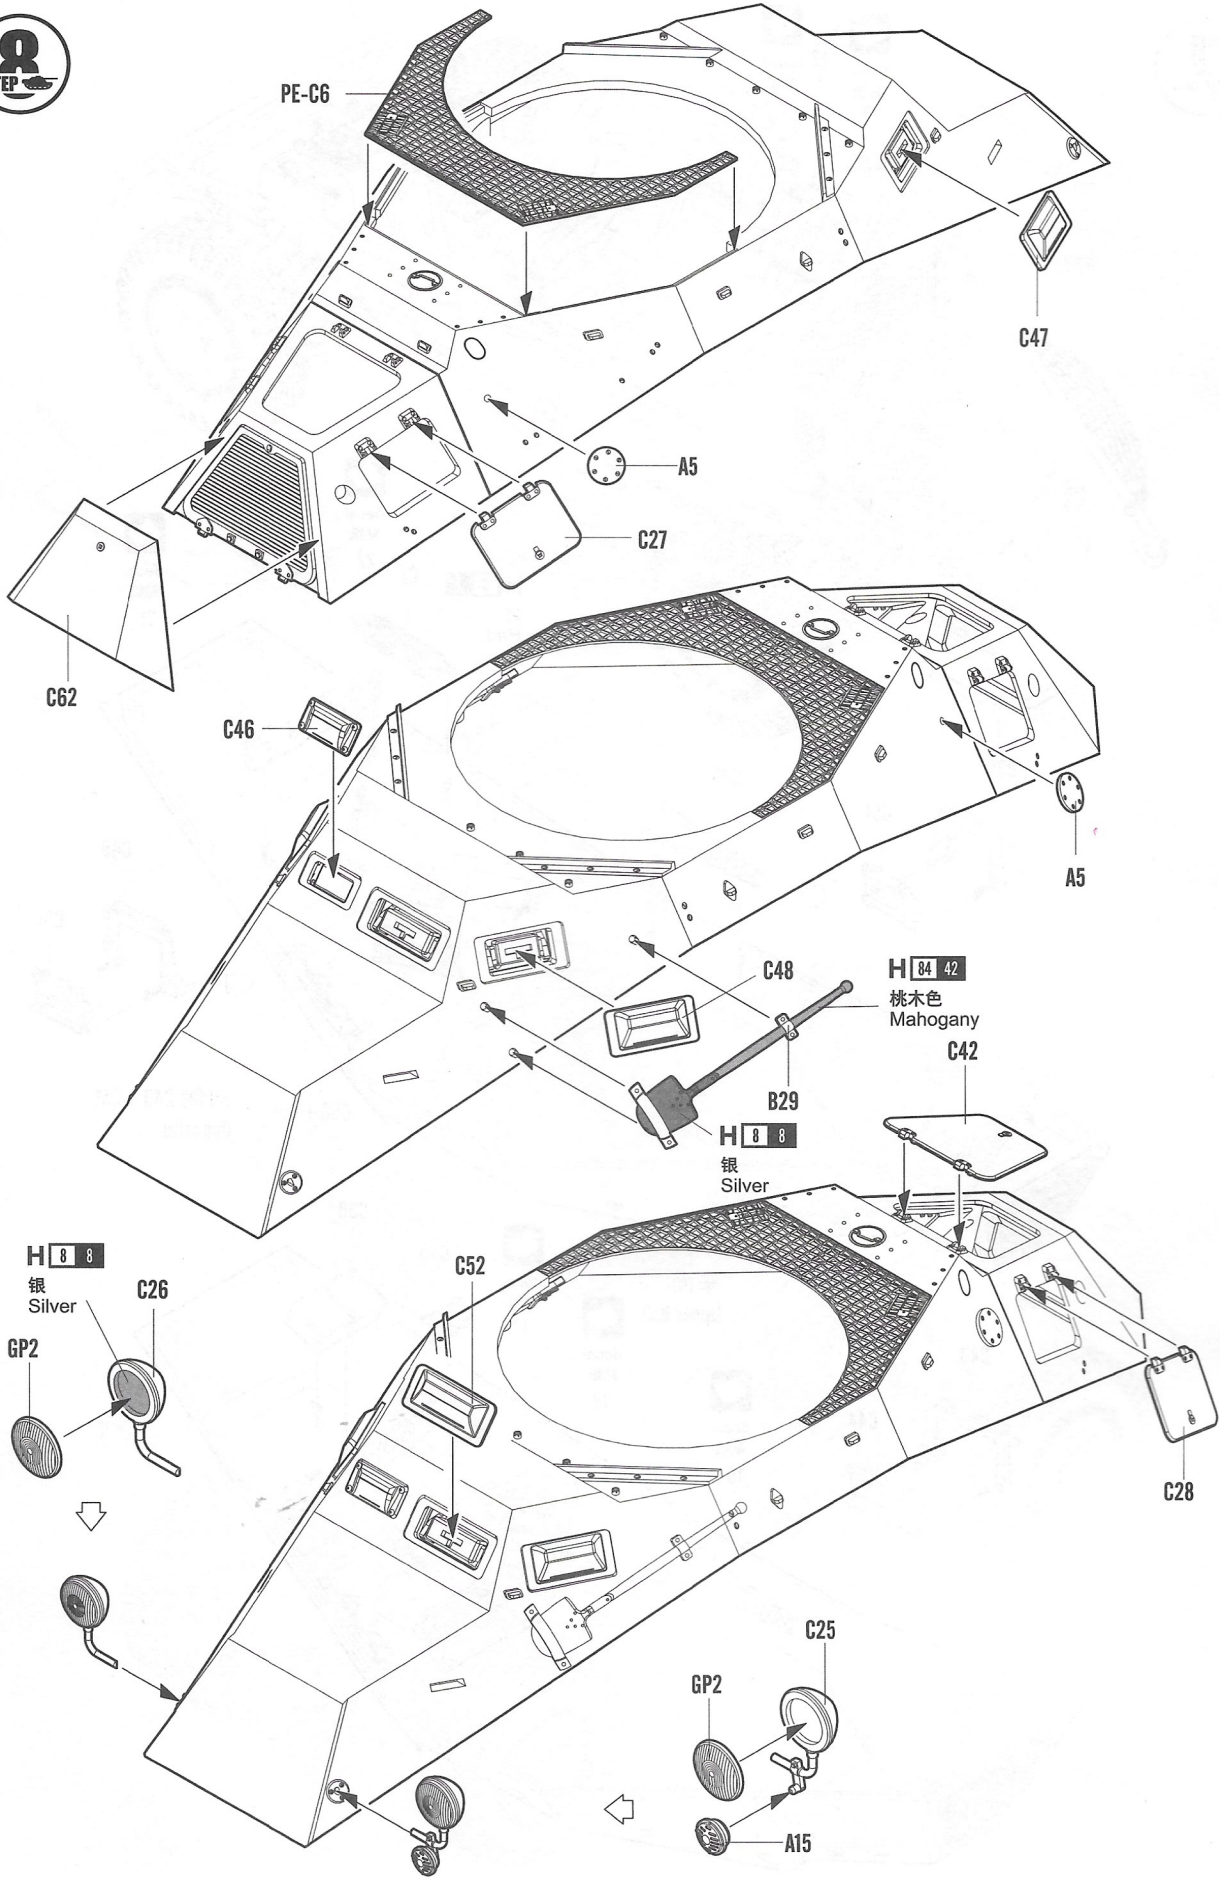 8
TEP
PE-C6
C47
A5
C27
C62
C46
A5
C48
H 84 42
桃木色
Mahogany
C42
B29
H 8 8
银
Silver
H 8 8
银
Silver
C26
C52
GP2
C28
C25
GP2
A15